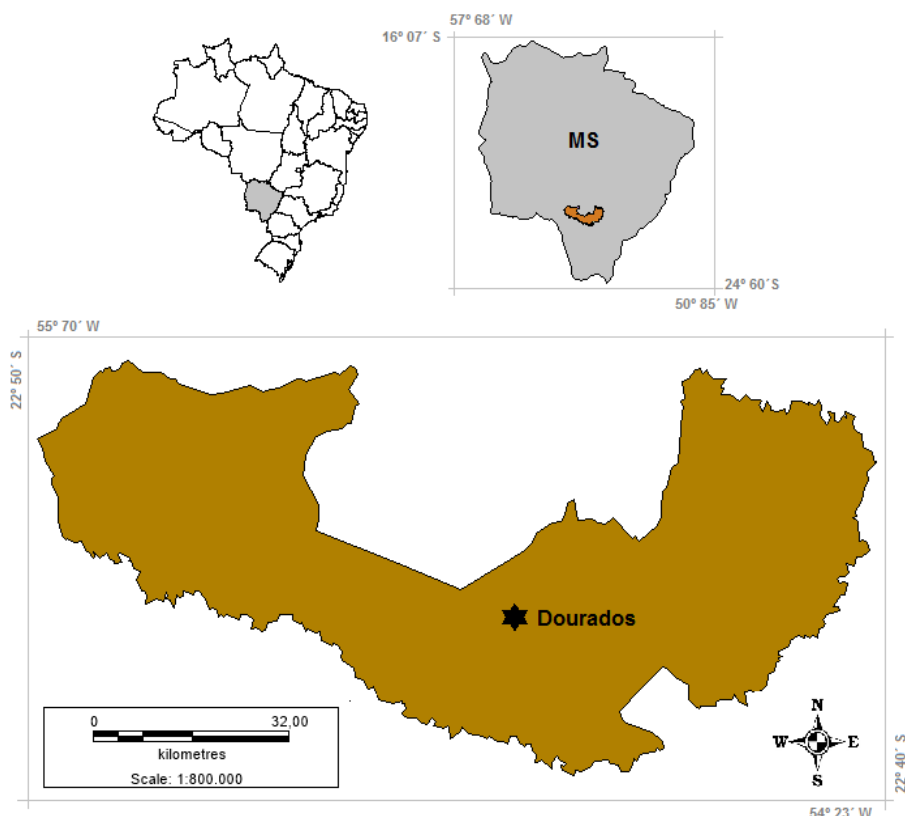 57º 68´ W
16º 07´ S
MS
24º 60´ S
50º 85´ W
55º 70´ W
22º 50´ S
Dourados
0 32,00
kilometres
Scale: 1:800.000
N
W E
S
22º 40´ S
54º 23´ W